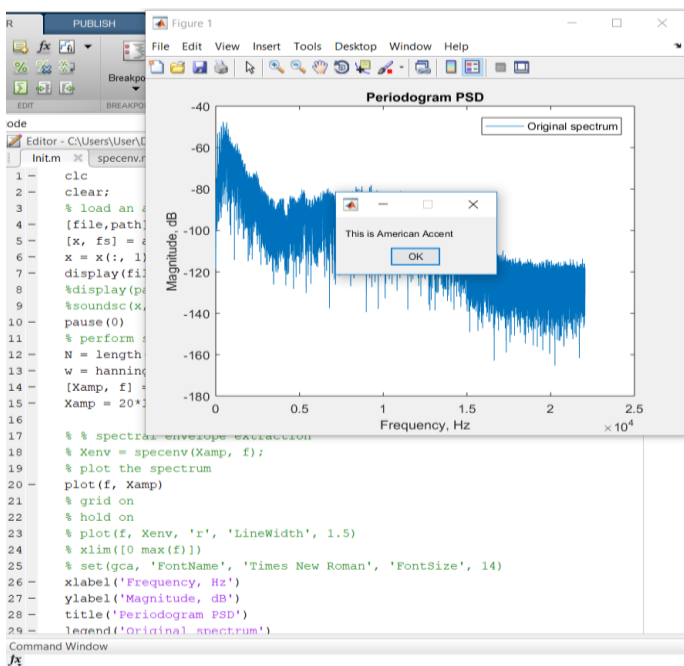 R
PUBLISH
Figure 1
File Edit View Insert Tools Desktop Window Help
fx
Breakpo
EDIT
BREAKPO
ode
Editor - C:\Users\User\D
Init.m
specenv.r
1 – clc
2 – clear;
3 % load an a
4 – [file,path]
5 – [x, fs] = a
6 – x = x(:, 1)
7 – display(fil
8 %display(pa
9 %soundsc(x,
10 – pause(0)
11 % perform s
12 – N = length
13 – w = hanning
14 – [Xamp, f] =
15 – Xamp = 20*l
16
17 % % spectral envelope extraction
18 % Xenv = specenv(Xamp, f);
19 % plot the spectrum
20 – plot(f, Xamp)
21 % grid on
22 % hold on
23 % plot(f, Xenv, 'r', 'LineWidth', 1.5)
24 % xlim([0 max(f)])
25 % set(gca, 'FontName', 'Times New Roman', 'FontSize', 14)
26 – xlabel('Frequency, Hz')
27 – ylabel('Magnitude, dB')
28 – title('Periodogram PSD')
29 – legend('Original spectrum')
Periodogram PSD
Original spectrum
Magnitude, dB
-40
-60
-80
-100
-120
-140
-160
-180
0 0.5 1 1.5 2 2.5
Frequency, Hz
× 10^4
This is American Accent
OK
Command Window
fx